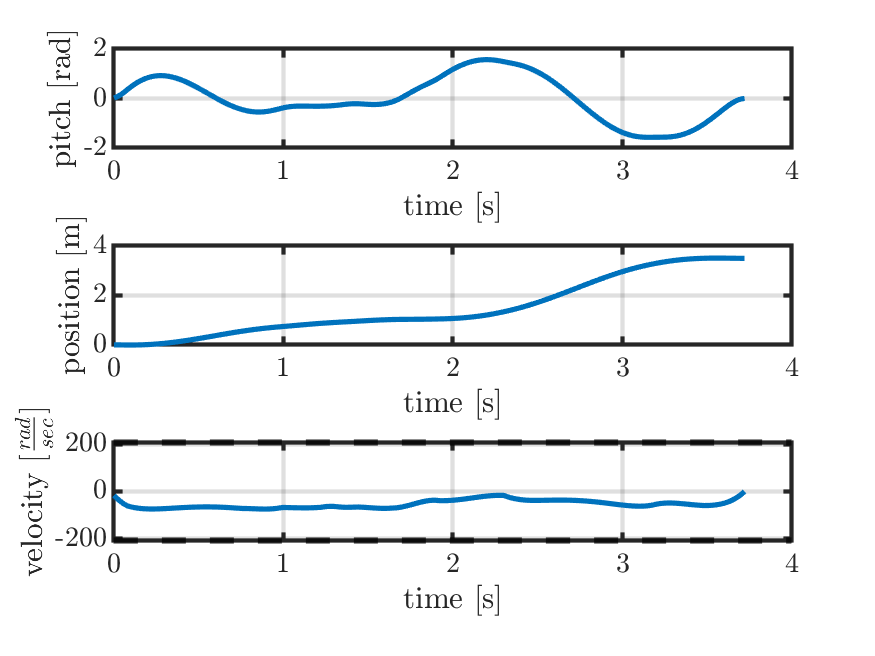 pitch [rad]
2
0
-2
0 1 2 3 4
time [s]
position [m]
4
2
0
0 1 2 3 4
time [s]
velocity [rad/sec]
200
0
-200
0 1 2 3 4
time [s]